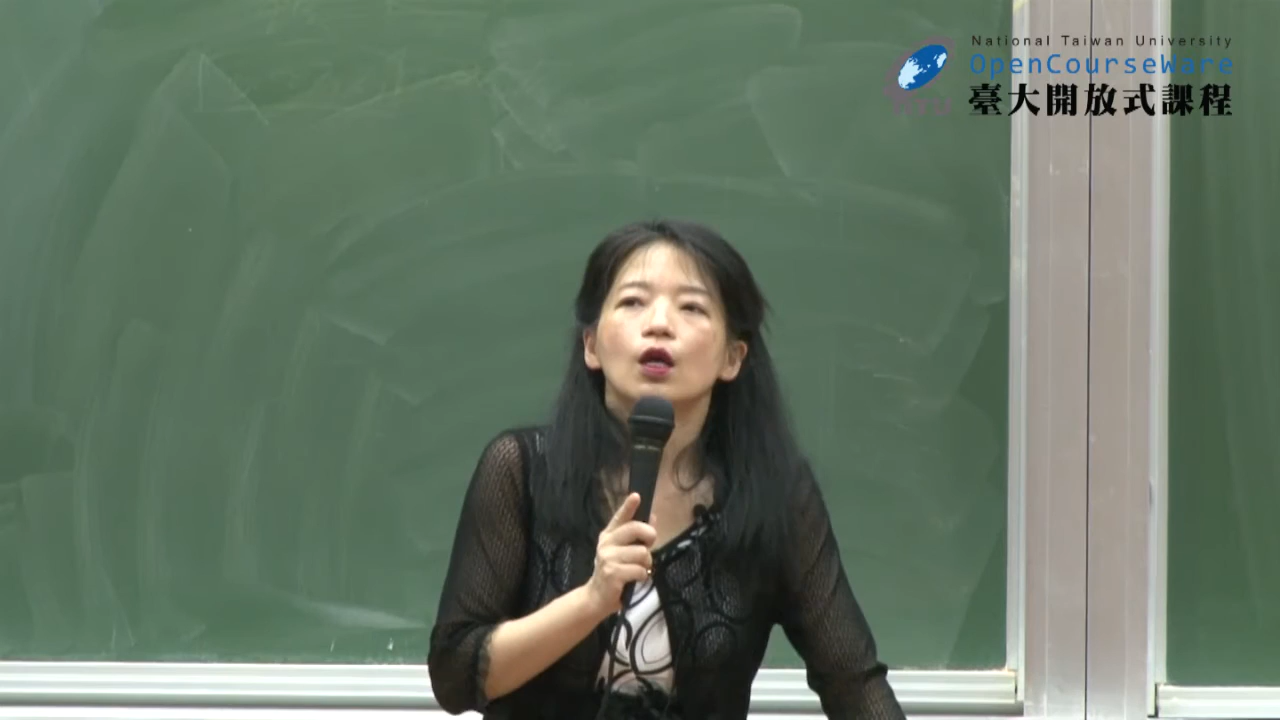 National Taiwan University
OpenCourseWare
臺大開放式課程